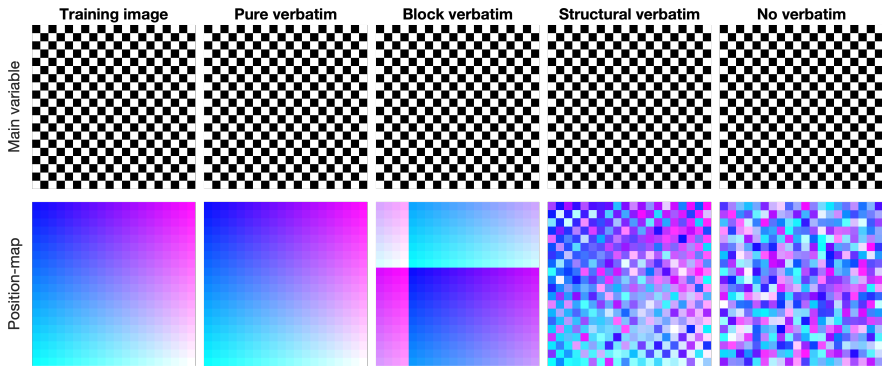 Training image
Pure verbatim
Block verbatim
Structural verbatim
No verbatim
Main variable
Position-map